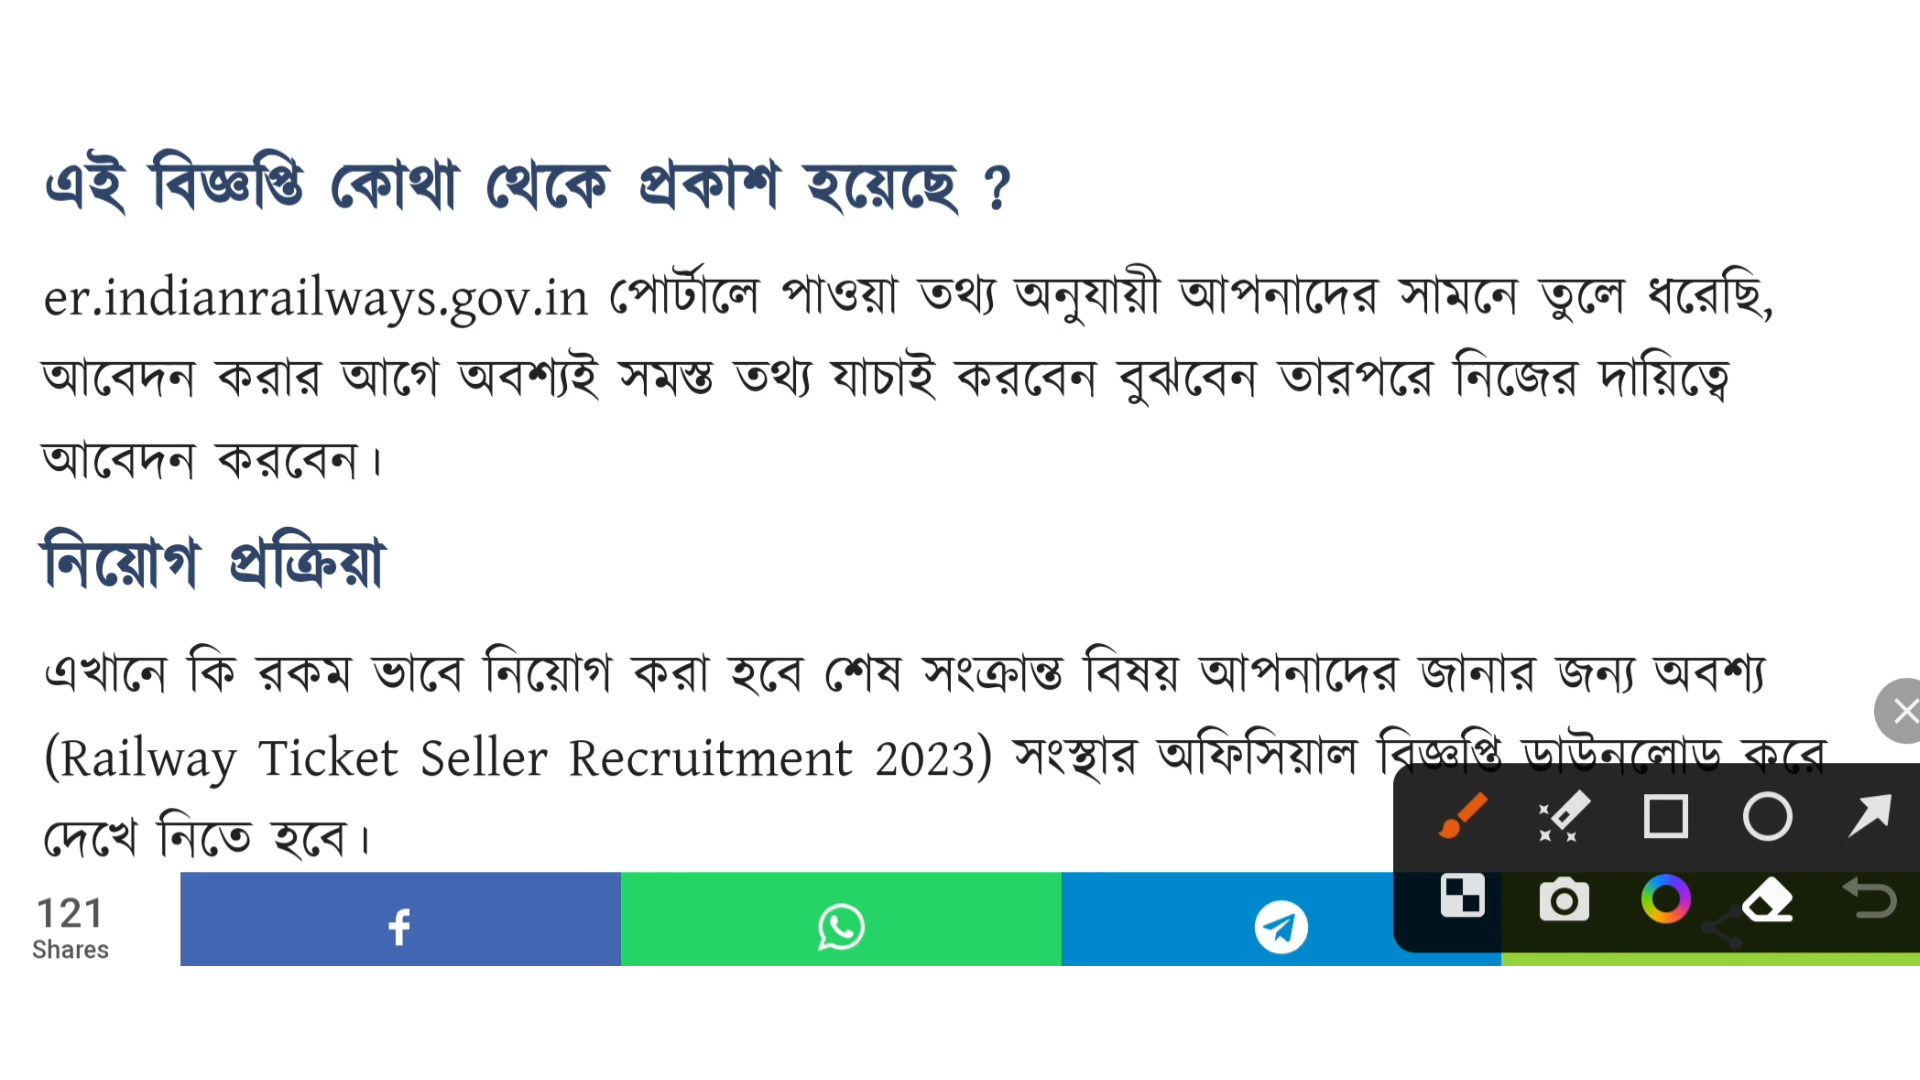 এই বিজ্ঞপ্তি কোথা থেকে প্রকাশ হয়েছে ?
er.indianrailways.gov.in পোর্টালে পাওয়া তথ্য অনুযায়ী আপনাদের সামনে তুলে ধরেছি,
আবেদন করার আগে অবশ্যই সমস্ত তথ্য যাচাই করবেন বুঝবেন তারপরে নিজের দায়িত্বে
আবেদন করবেন।
নিয়োগ প্রক্রিয়া
এখানে কি রকম ভাবে নিয়োগ করা হবে শেষ সংক্রান্ত বিষয় আপনাদের জানার জন্য অবশ্য
(Railway Ticket Seller Recruitment 2023) সংস্থার অফিসিয়াল বিজ্ঞপ্তি ডাউনলোড করে
দেখে নিতে হবে।
121
Shares